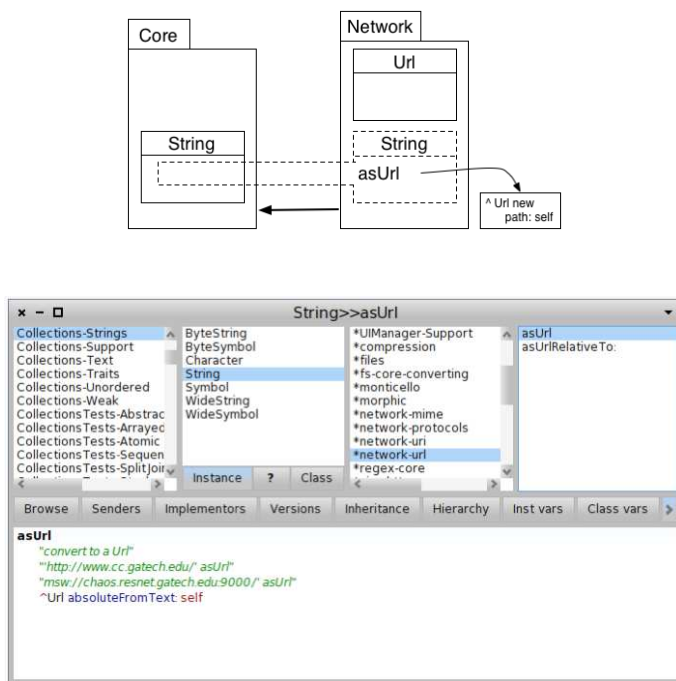 Core
Network
Url
String
String
asUrl
^ Url new
path: self
String>>asUrl
Collections-Strings
Collections-Support
Collections-Text
Collections-Traits
Collections-Unordered
Collections-Weak
CollectionsTests-Abstrac
CollectionsTests-Arrayed
CollectionsTests-Atomic
CollectionsTests-Sequen
CollectionsTests-SplitJoin
ByteString
ByteSymbol
Character
String
Symbol
WideString
WideSymbol
Instance ? Class
*UIManager-Support
*compression
*files
*fs-core-converting
*monticello
*morphic
*network-mime
*network-protocols
*network-uri
*network-url
*regex-core
asUrl
asUrlRelativeTo:
Browse Senders Implementors Versions Inheritance Hierarchy Inst vars Class vars
asUrl
"convert to a Url"
"'http://www.cc.gatech.edu/' asUrl"
"msw://chaos.resnet.gatech.edu:9000/' asUrl"
^Url absoluteFromText: self